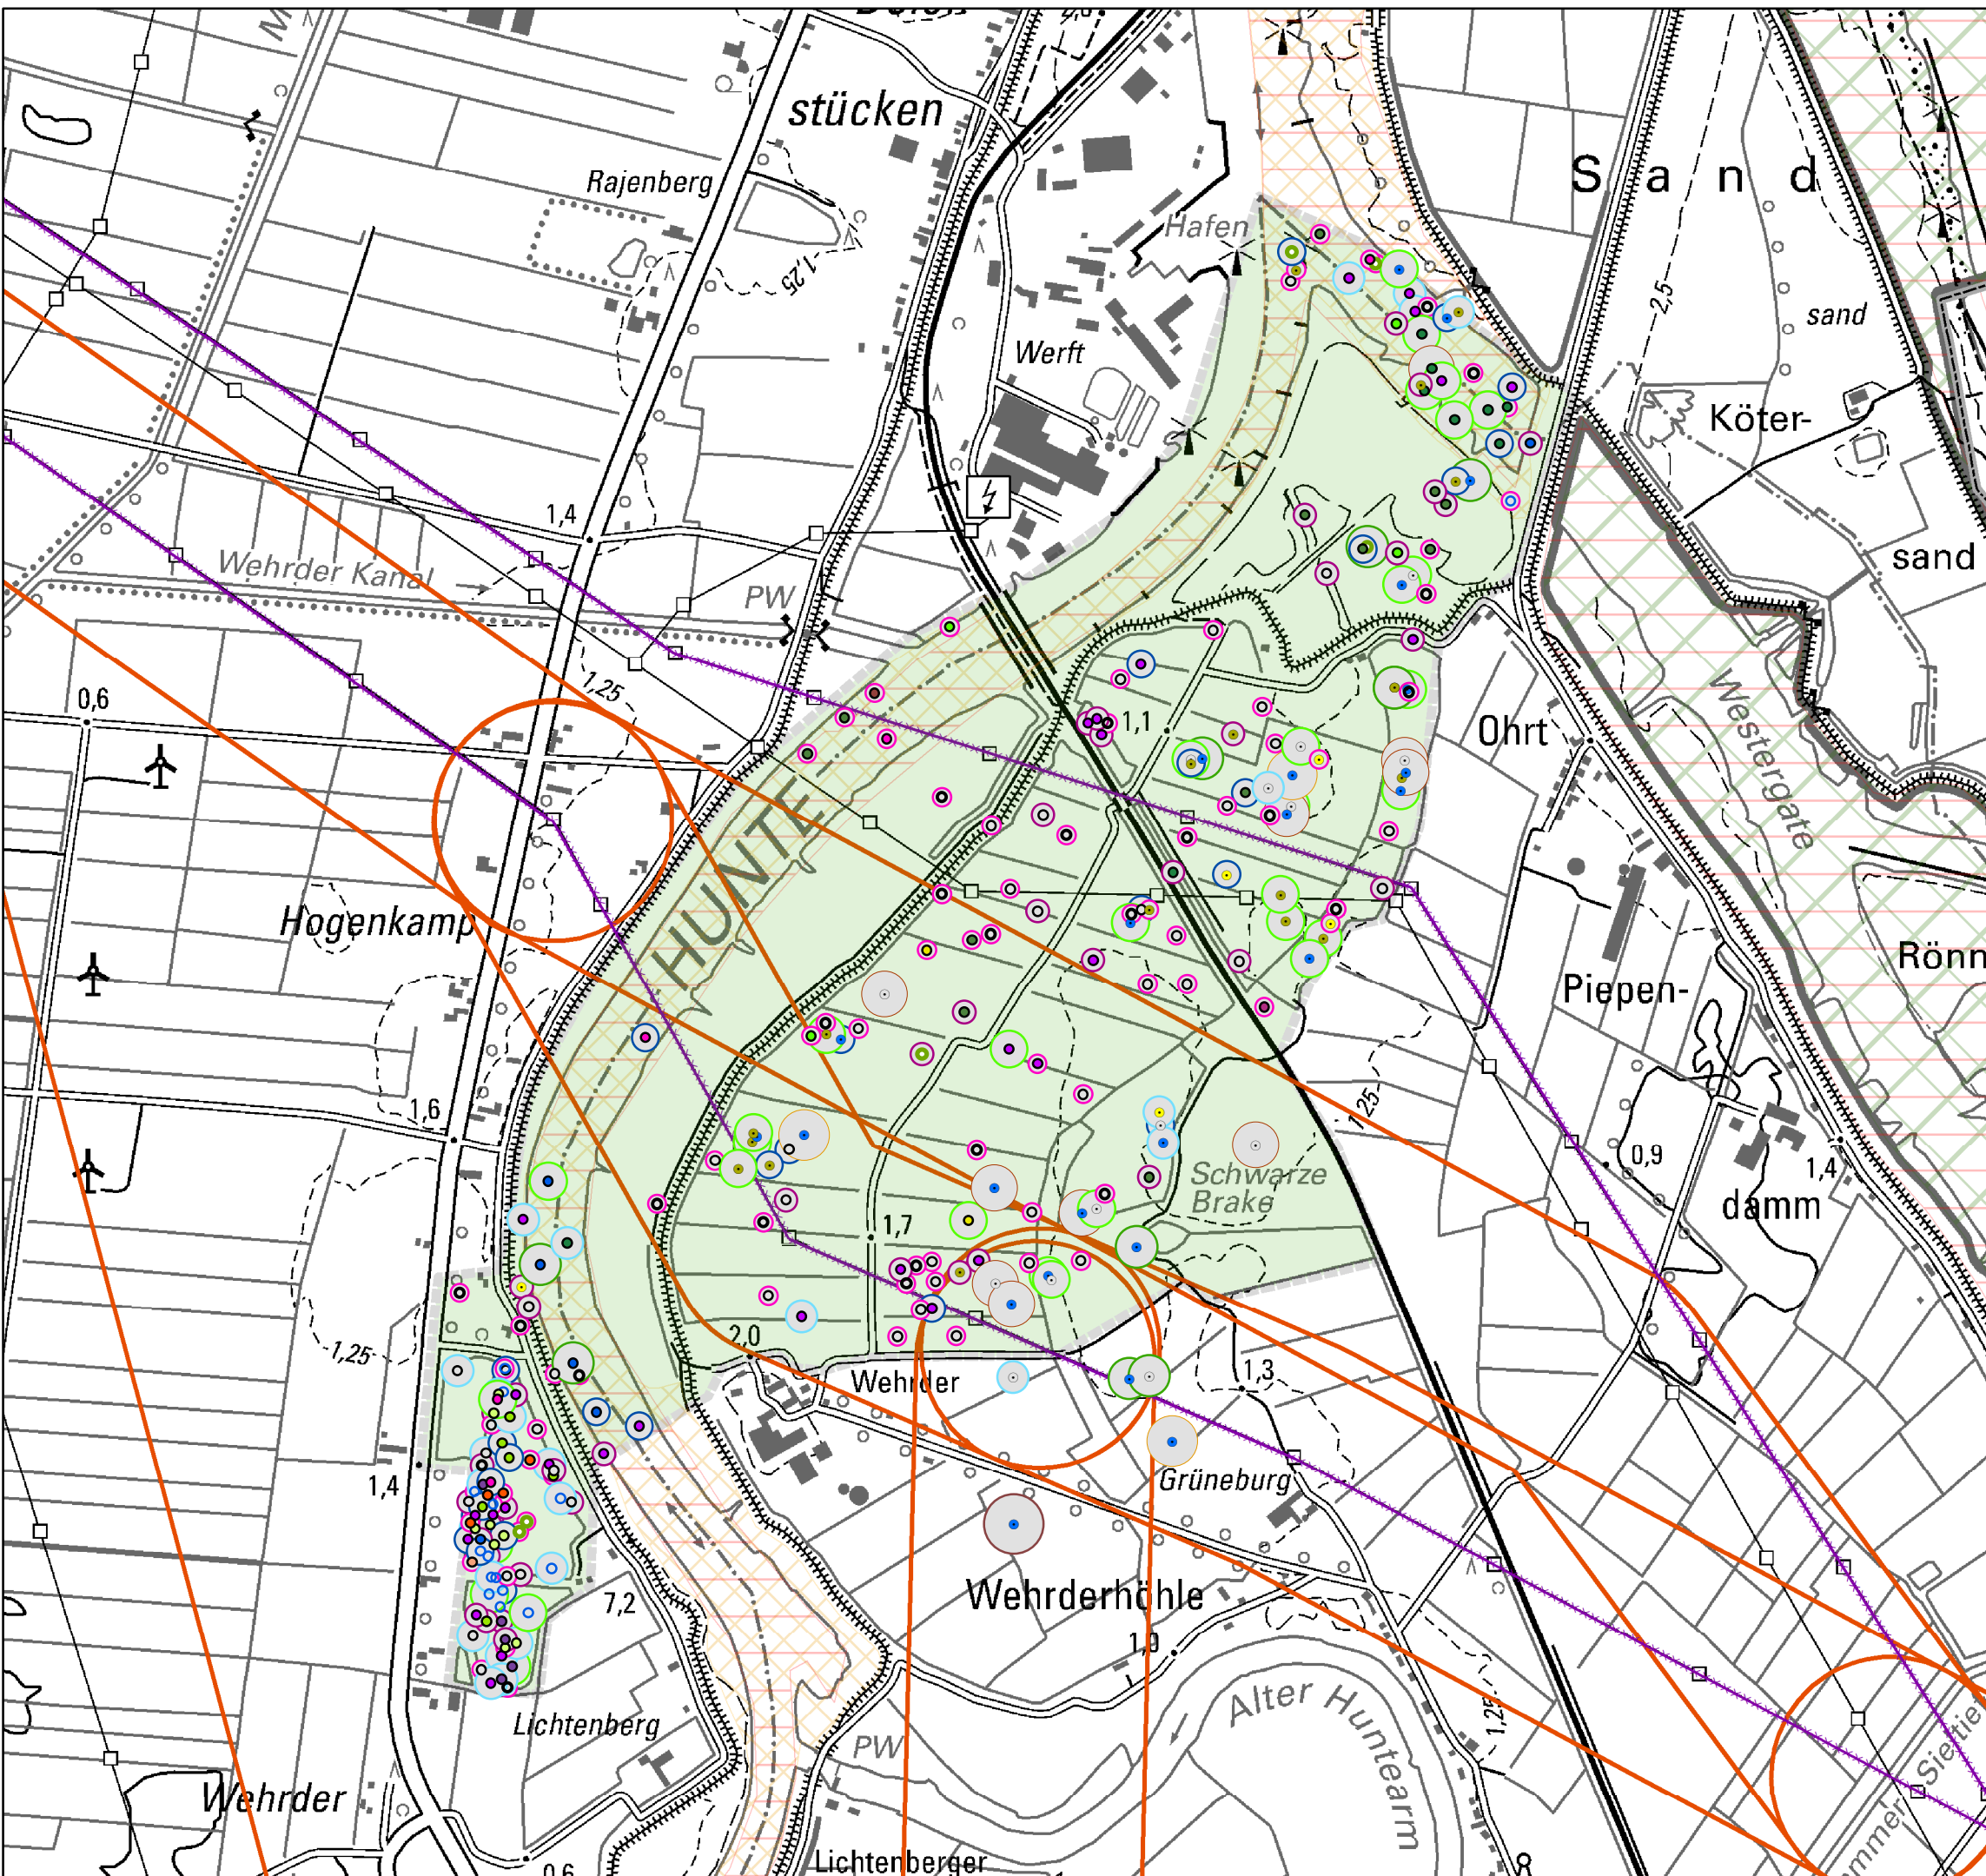 stücken
Rajenberg
1,25
Hafen
Werft
S a n d
2,5
sand
Köter-
sand
1,4
Wehrder Kanal
PW
0,6
1,25
1,1
Ohrt
Westergate
HUNTE
Hogenkamp
Piepen-
damm
1,6
1,25
0,9
1,4
Schwarze
Brake
1,7
2,0
1,25
Wehrder
1,3
1,4
Grüneburg
7,2
Wehrderhöhle
1,9
Alter Huntearm
1,25
Lichtenberg
PW
Wehrder
Lichtenberger
0,6